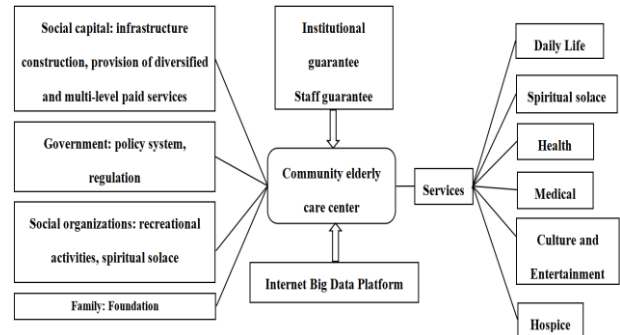 Social capital: infrastructure
construction, provision of diversified
and multi-level paid services
Government: policy system,
regulation
Social organizations: recreational
activities, spiritual solace
Family: Foundation
Institutional
guarantee
Staff guarantee
Community elderly
care center
Internet Big Data Platform
Services
Daily Life
Spiritual solace
Health
Medical
Culture and
Entertainment
Hospice